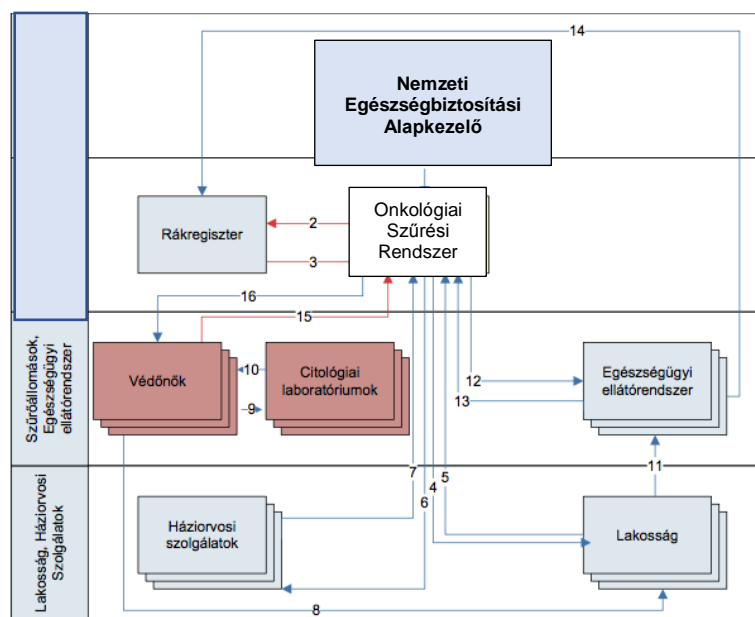 14
Nemzeti
Egészségbiztosítási
Alapkezelő
Rákregiszter
2
3
Onkológiai
Szűrési
Rendszer
16
15
Szűrőállomások,
Egészségügyi
ellátórendszer
Védőnők
10
9
Citológiai
laboratóriumok
12
13
Egészségügyi
ellátórendszer
7
6
4
5
11
Lakosság, Háziorvosi
Szolgálatok
Háziorvosi
szolgálatok
Lakosság
8